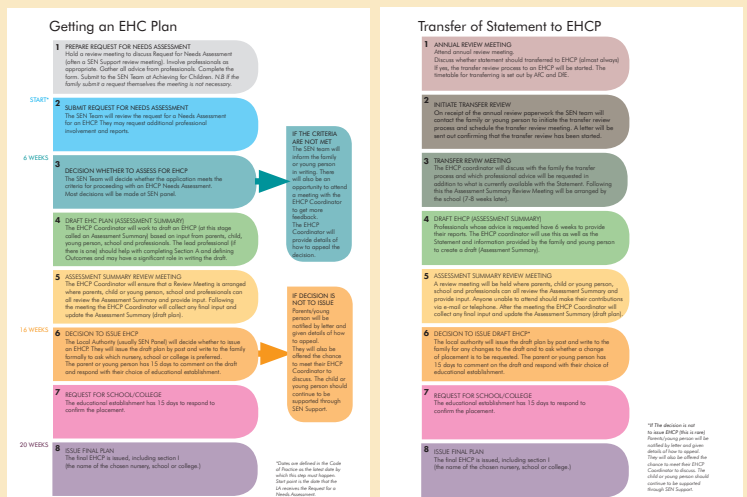 Getting an EHC Plan
1 PREPARE REQUEST FOR NEEDS ASSESSMENT
Hold a review meeting to discuss Request for Needs Assessment
(often a SEN Support review meeting). Involve professionals as
appropriate. Gather all advice from professionals. Complete the
form. Submit to the SEN Team at Achieving for Children. N.B if the
family submit a request themselves the meeting is not necessary.
START*
2 SUBMIT REQUEST FOR NEEDS ASSESSMENT
The SEN Team will review the request for a Needs Assessment
for an EHCP. They may request additional professional
involvement and reports.
6 WEEKS
3 DECISION WHETHER TO ASSESS FOR EHCP
The SEN Team will decide whether the application meets the
criteria for proceeding with an EHCP Needs Assessment.
Most decisions will be made at SEN panel.
IF THE CRITERIA
ARE NOT MET
The SEN team will
inform the family
or young person
in writing. There
will also be an
opportunity to attend
a meeting with the
EHCP Coordinator
to get more
feedback.
The EHCP
Coordinator will
provide details of
how to appeal the
decision.
4 DRAFT EHC PLAN (ASSESSMENT SUMMARY)
The EHCP Coordinator will work to draft an EHCP (at this stage
called an Assessment Summary) based on input from parents, child,
young person, school and professionals. The lead professional (if
there is one) should help with completing Section A and defining
Outcomes and may have a significant role in writing the draft.
5 ASSESSMENT SUMMARY REVIEW MEETING
The EHCP Coordinator will ensure that a Review Meeting is arranged
where parents, child or young person, school and professionals can
all review the Assessment Summary and provide input. Following
the meeting the EHCP Coordinator will collect any final input and
update the Assessment Summary (draft plan).
16 WEEKS
6 DECISION TO ISSUE EHCP
The Local Authority (usually SEN Panel) will decide whether to issue
an EHCP. They will issue the draft plan by post and write to the family
formally to ask which nursery, school or college is preferred.
The parent or young person has 15 days to comment on the draft
and respond with their choice of educational establishment.
IF DECISION IS
NOT TO ISSUE
Parents/young
person will be
notified by letter and
given details of how
to appeal.
They will also be
offered the chance
to meet their EHCP
Coordinator to
discuss. The child or
young person should
continue to be
supported through
SEN Support.
7 REQUEST FOR SCHOOL/COLLEGE
The educational establishment has 15 days to respond to
confirm the placement.
20 WEEKS
8 ISSUE FINAL PLAN
The final EHCP is issued, including section I
(the name of the chosen nursery, school or college.)
*Dates are defined in the Code
of Practice as the latest date by
which this step must happen.
Start point is the date that the
LA receives the Request for a
Needs Assessment.
Transfer of Statement to EHCP
1 ANNUAL REVIEW MEETING
Attend annual review meeting.
Discuss whether statement should transferred to EHCP (almost always)
If yes, the transfer review process to an EHCP will be started. The
timetable for transferring is set out by AfC and DfE.
2 INITIATE TRANSFER REVIEW
On receipt of the annual review paperwork the SEN team will
contact the family or young person to initiate the transfer review
process and schedule the transfer review meeting. A letter will be
sent out confirming that the transfer review has been started.
3 TRANSFER REVIEW MEETING
The EHCP coordinator will discuss with the family the transfer
process and which professional advice will be requested in
addition to what is currently available with the Statement. Following
this the Assessment Summary Review Meeting will be arranged by
the school (7-8 weeks later).
4 DRAFT EHCP (ASSESSMENT SUMMARY)
Professionals whose advice is requested have 6 weeks to provide
their reports. The EHCP coordinator will use this as well as the
Statement and information provided by the family and young person
to create a draft (Assessment Summary).
5 ASSESSMENT SUMMARY REVIEW MEETING
A review meeting will be held where parents, child or young person,
school and professionals can all review the Assessment Summary and
provide input. Anyone unable to attend should make their contributions
via e-mail or telephone. After the meeting the EHCP Coordinator will
collect any final input and update the Assessment Summary (draft plan).
6 DECISION TO ISSUE DRAFT EHCP*
The local authority will issue the draft plan by post and write to the
family for any changes to the draft and to ask whether any change
of placement is to be requested. The parent or young person has
15 days to comment on the draft and respond with their choice of
educational establishment.
7 REQUEST FOR SCHOOL/COLLEGE
The educational establishment has 15 days to respond to
confirm the placement.
8 ISSUE FINAL PLAN
The final EHCP is issued, including section I
(the name of the chosen nursery, school or college.)
*If The decision is not
to issue EHCP (this is rare)
Parents/young person will be
notified by letter and given
details of how to appeal.
They will also be offered the
chance to meet their EHCP
Coordinator to discuss. The
child or young person should
continue to be supported
through SEN Support.